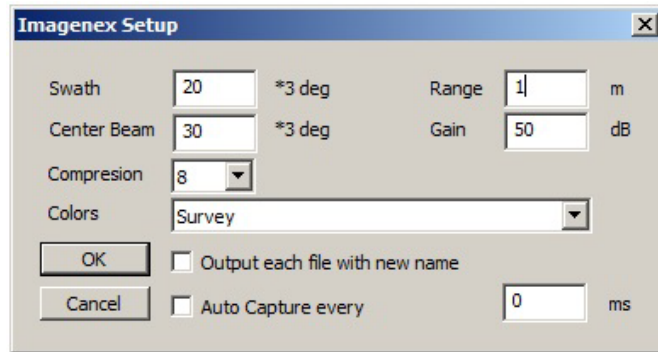 Imagenex Setup
Swath 20 *3 deg Range 1 m
Center Beam 30 *3 deg Gain 50 dB
Compresion 8
Colors Survey
OK Output each file with new name
Cancel Auto Capture every 0 ms